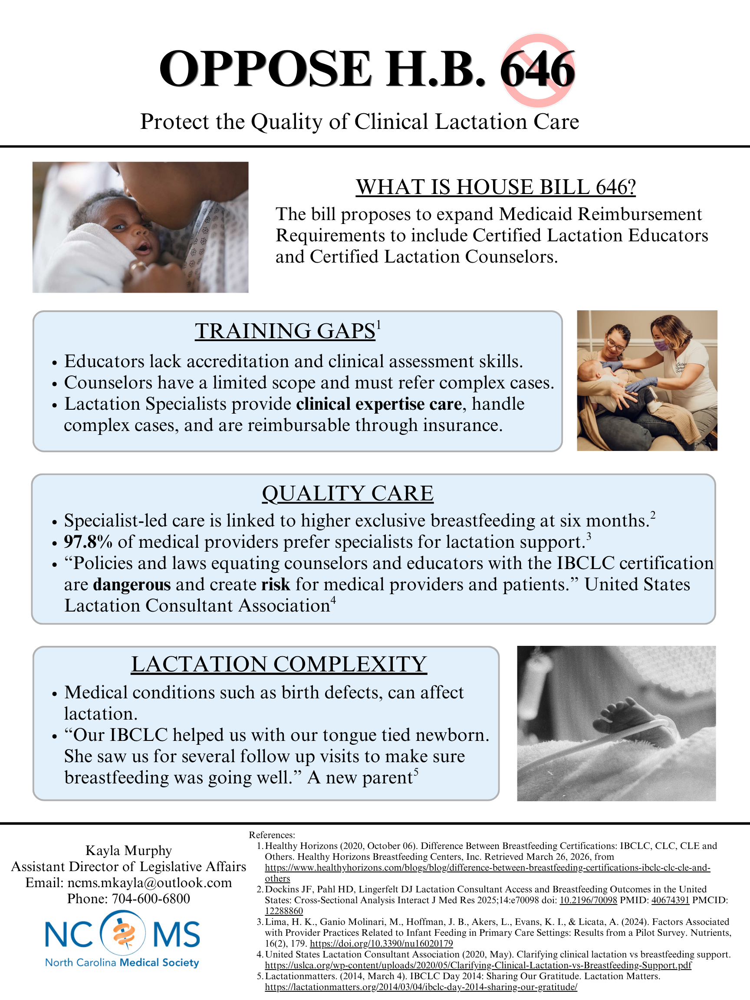 OPPOSE H.B. 646
Protect the Quality of Clinical Lactation Care
WHAT IS HOUSE BILL 646?
The bill proposes to expand Medicaid Reimbursement
Requirements to include Certified Lactation Educators
and Certified Lactation Counselors.
TRAINING GAPS¹
• Educators lack accreditation and clinical assessment skills.
• Counselors have a limited scope and must refer complex cases.
• Lactation Specialists provide clinical expertise care, handle
complex cases, and are reimbursable through insurance.
QUALITY CARE
• Specialist-led care is linked to higher exclusive breastfeeding at six months.²
• 97.8% of medical providers prefer specialists for lactation support.³
• “Policies and laws equating counselors and educators with the IBCLC certification
are dangerous and create risk for medical providers and patients.” United States
Lactation Consultant Association⁴
LACTATION COMPLEXITY
• Medical conditions such as birth defects, can affect
lactation.
• “Our IBCLC helped us with our tongue tied newborn.
She saw us for several follow up visits to make sure
breastfeeding was going well.” A new parent⁵
Kayla Murphy
Assistant Director of Legislative Affairs
Email: ncms.mkayla@outlook.com
Phone: 704-600-6800
NC MS
North Carolina Medical Society
References:
1. Healthy Horizons (2020, October 06). Difference Between Breastfeeding Certifications: IBCLC, CLC, CLE and
Others. Healthy Horizons Breastfeeding Centers, Inc. Retrieved March 26, 2026, from
https://www.healthyhorizons.com/blogs/blog/difference-between-breastfeeding-certifications-ibclc-clc-cle-and-
others
2. Dockins JF, Pahl HD, Lingerfelt DJ Lactation Consultant Access and Breastfeeding Outcomes in the United
States: Cross-Sectional Analysis Interact J Med Res 2025;14:e70098 doi: 10.2196/70098 PMID: 40674391 PMCID:
12288860
3. Lima, H. K., Ganio Molinari, M., Hoffman, J. B., Akers, L., Evans, K. I., & Licata, A. (2024). Factors Associated
with Provider Practices Related to Infant Feeding in Primary Care Settings: Results from a Pilot Survey. Nutrients,
16(2), 179. https://doi.org/10.3390/nu16020179
4. United States Lactation Consultant Association (2020, May). Clarifying clinical lactation vs breastfeeding support.
https://uslca.org/wp-content/uploads/2020/05/Clarifying-Clinical-Lactation-vs-Breastfeeding-Support.pdf
5. Lactationmatters. (2014, March 4). IBCLC Day 2014: Sharing Our Gratitude. Lactation Matters.
https://lactationmatters.org/2014/03/04/ibclc-day-2014-sharing-our-gratitude/